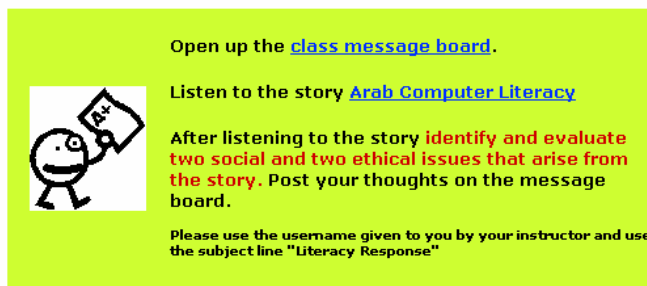 Open up the class message board.
Listen to the story Arab Computer Literacy
A+
After listening to the story identify and evaluate
two social and two ethical issues that arise from
the story. Post your thoughts on the message
board.
Please use the username given to you by your instructor and use
the subject line "Literacy Response"